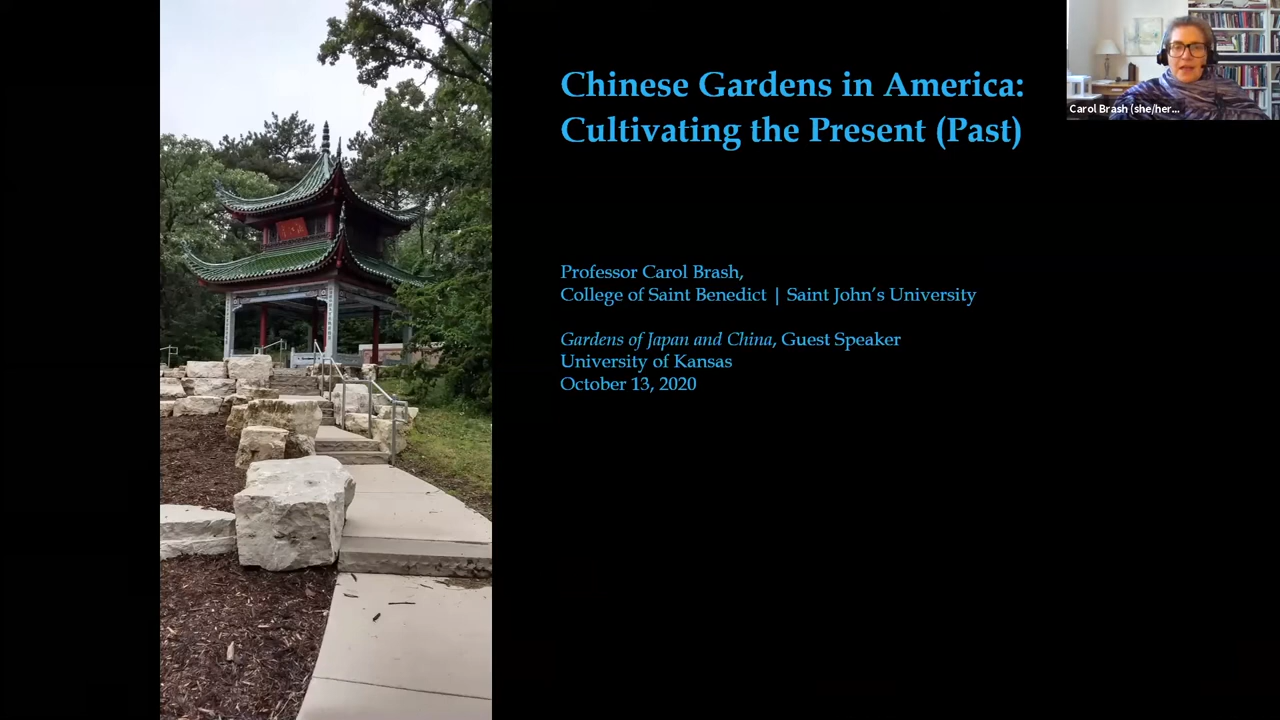 Chinese Gardens in America:
Cultivating the Present (Past)
Carol Brash (she/her...
Professor Carol Brash,
College of Saint Benedict | Saint John’s University
Gardens of Japan and China, Guest Speaker
University of Kansas
October 13, 2020